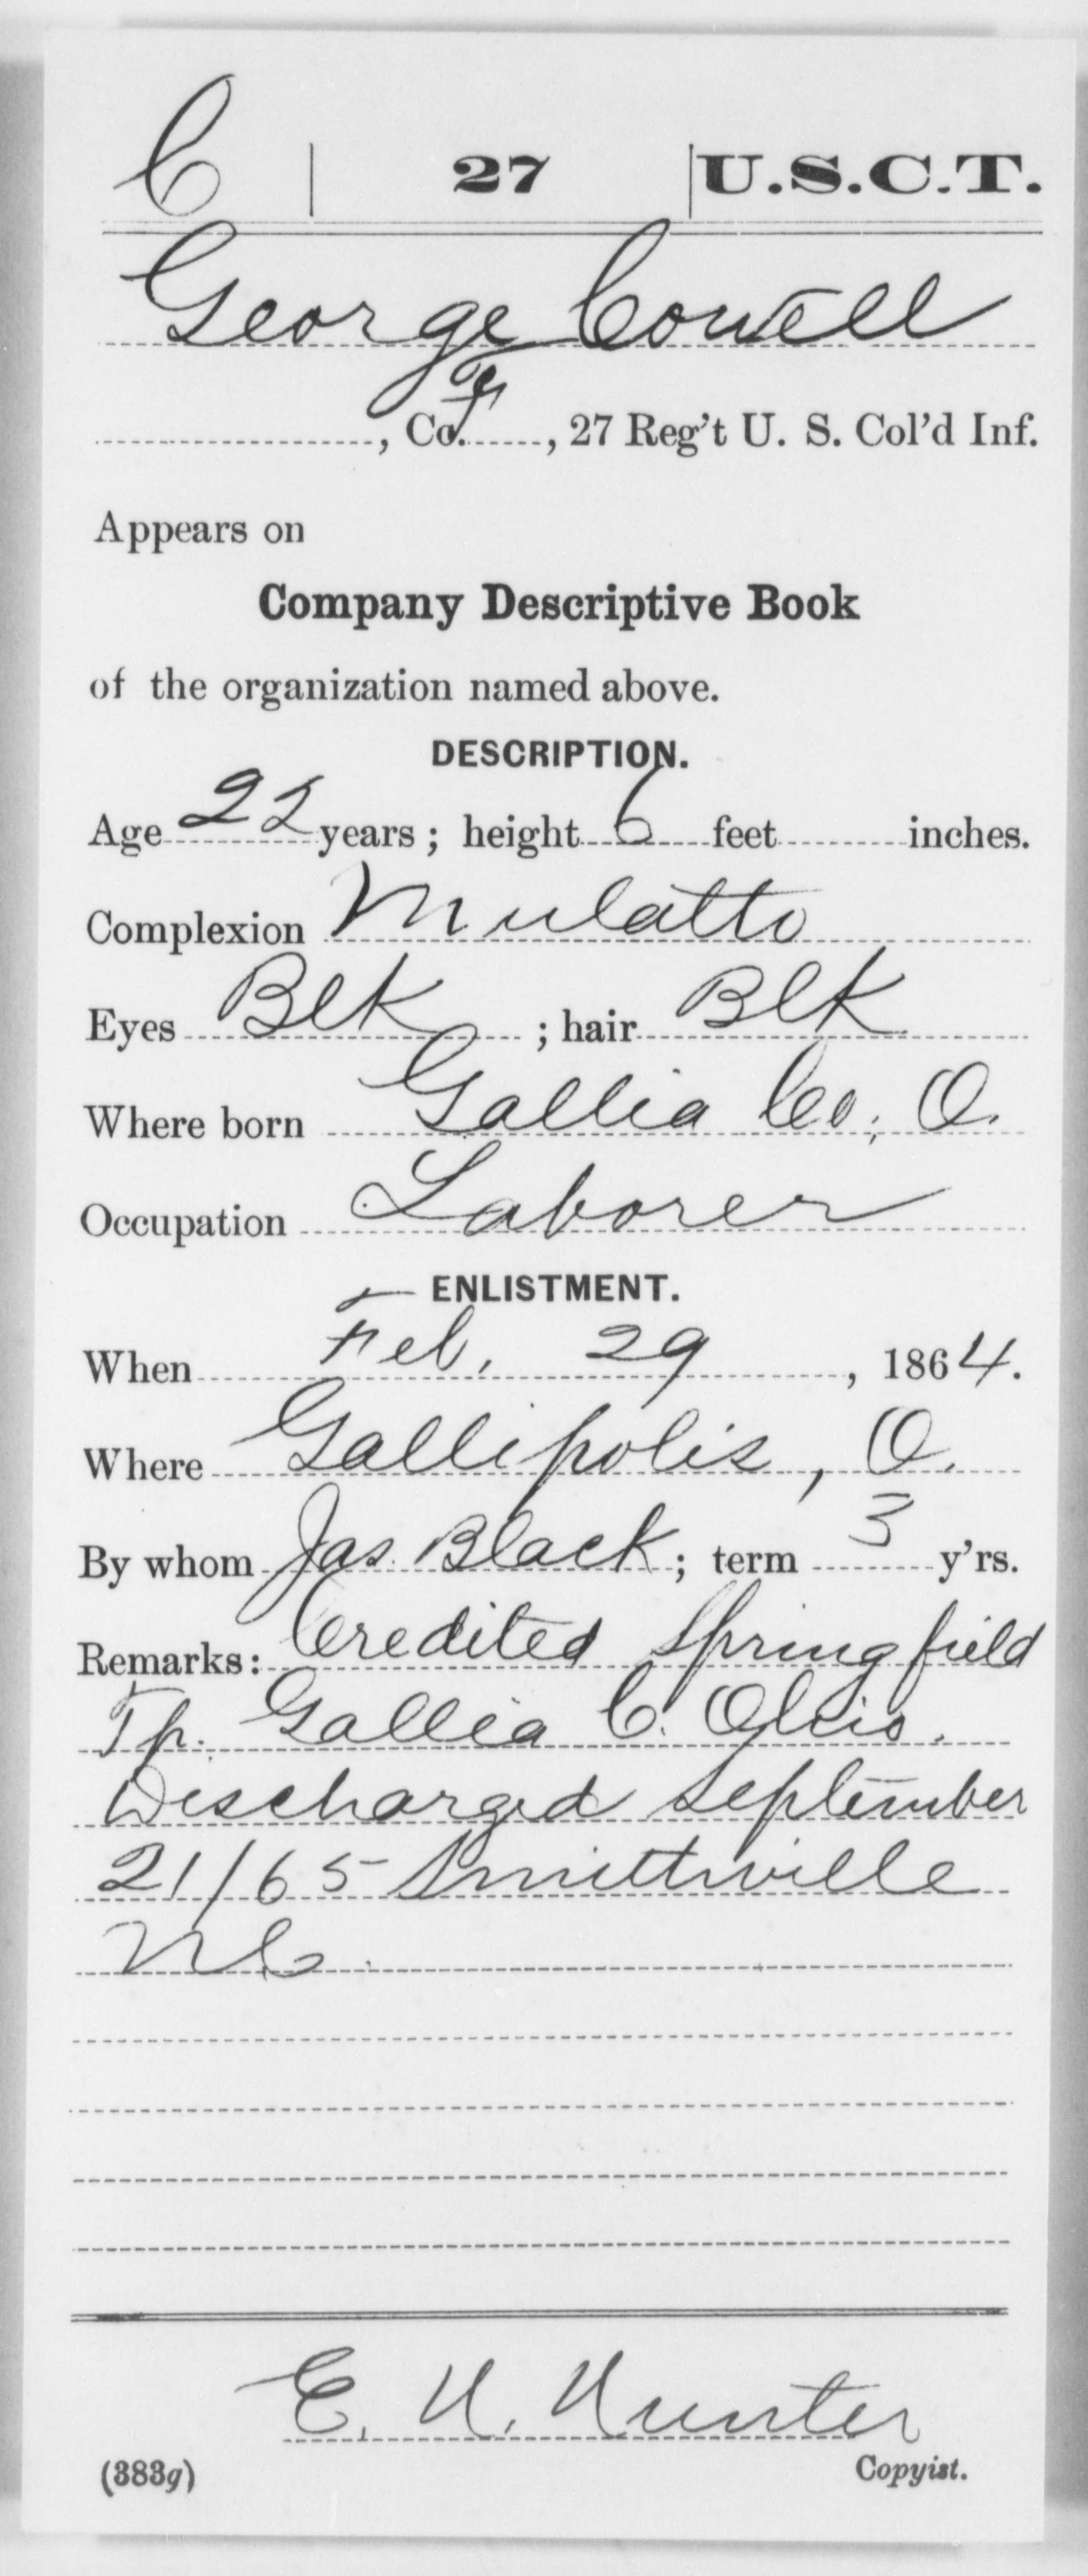 C | 27 | U.S.C.T.
George Cowell
, Co. F, 27 Reg't U. S. Col'd Inf.
Appears on
Company Descriptive Book
of the organization named above.
DESCRIPTION.
Age 22 years; height 6 feet inches.
Complexion Mulatto
Eyes Blk ; hair Blk
Where born Gallia Co; O.
Occupation Laborer
ENLISTMENT.
When Feb. 29, 1864.
Where Gallipolis, O.
By whom Jas. Black; term 3 y'rs.
Remarks: Credited Springfield
Tp. Gallia C. Ohio.
Discharged September
21/65 Smithville
NC.
Copyist.
(383g)